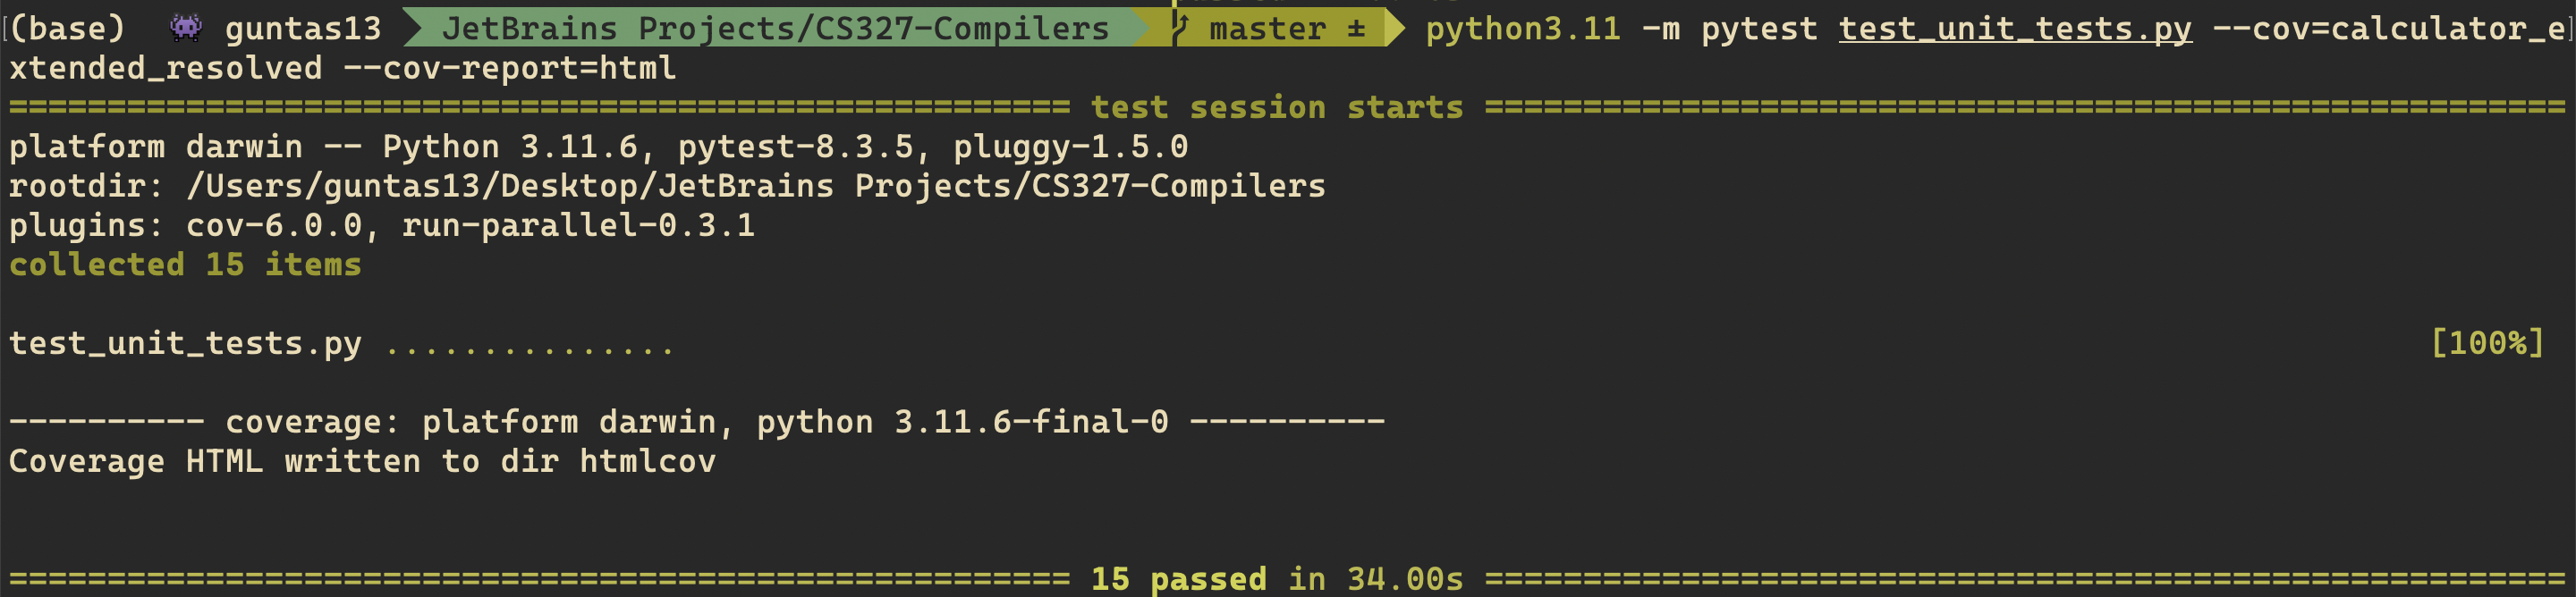 (base) guntas13 JetBrains Projects/CS327-Compilers master ± python3.11 -m pytest test_unit_tests.py --cov=calculator_e
xtended_resolved --cov-report=html
====================================================== test session starts =======================================================
platform darwin -- Python 3.11.6, pytest-8.3.5, pluggy-1.5.0
rootdir: /Users/guntas13/Desktop/JetBrains Projects/CS327-Compilers
plugins: cov-6.0.0, run-parallel-0.3.1
collected 15 items
test_unit_tests.py ............... [100%]
---------- coverage: platform darwin, python 3.11.6-final-0 ----------
Coverage HTML written to dir htmlcov
====================================================== 15 passed in 34.00s =======================================================